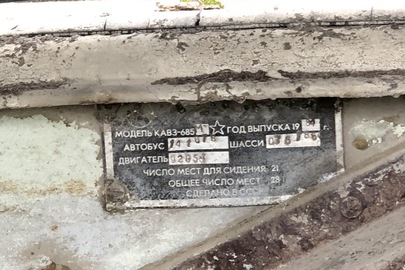 МОДЕЛЬ КАВЗ-685 ☆ ГОД ВЫПУСКА 19 г.
АВТОБУС ШАССИ
ДВИГАТЕЛЬ
ЧИСЛО МЕСТ ДЛЯ СИДЕНИЯ: 21
ОБЩЕЕ ЧИСЛО МЕСТ 28
СДЕЛАНО В СССР